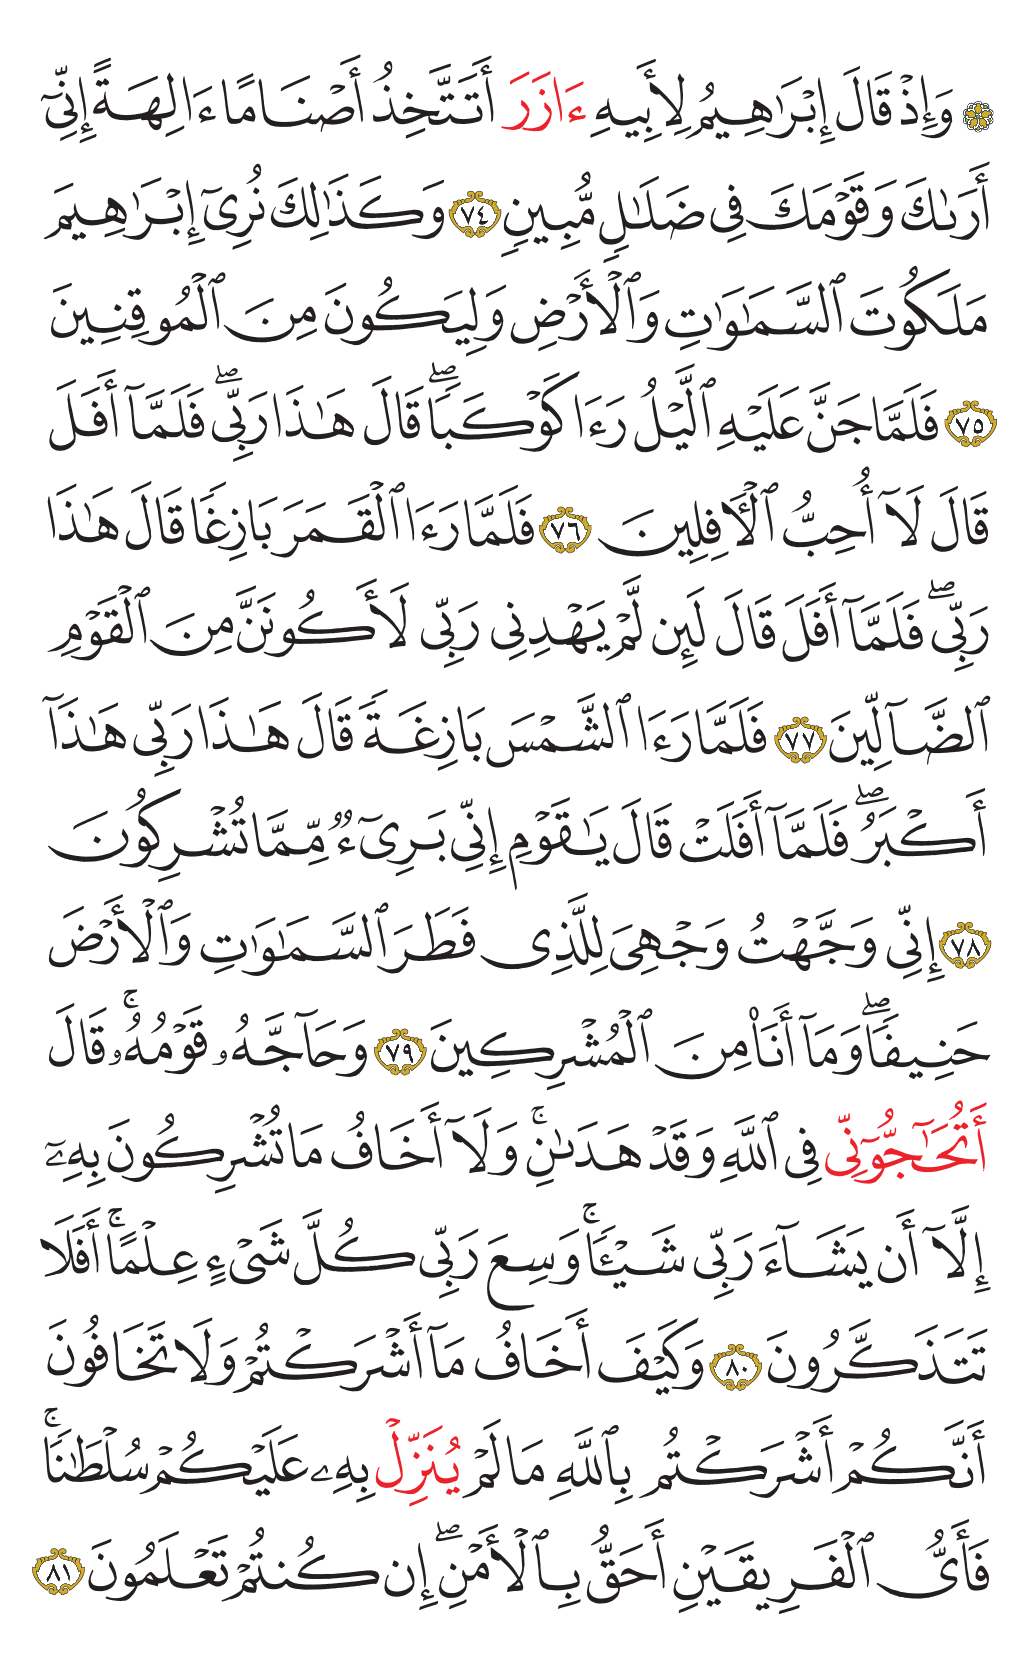 ۞ وَإِذْ قَالَ إِبْرَٰهِيمُ لِأَبِيهِ ءَازَرَ أَتَتَّخِذُ أَصْنَامًا ءَالِهَةً إِنِّىٓ
أَرَىٰكَ وَقَوْمَكَ فِى ضَلَٰلٍ مُّبِينٍ ٧٤ وَكَذَٰلِكَ نُرِىٓ إِبْرَٰهِيمَ
مَلَكُوتَ ٱلسَّمَٰوَٰتِ وَٱلْأَرْضِ وَلِيَكُونَ مِنَ ٱلْمُوقِنِينَ
٧٥ فَلَمَّا جَنَّ عَلَيْهِ ٱلَّيْلُ رَءَا كَوْكَبًا ۖ قَالَ هَٰذَا رَبِّى ۖ فَلَمَّآ أَفَلَ
قَالَ لَآ أُحِبُّ ٱلْـَٔافِلِينَ ٧٦ فَلَمَّا رَءَا ٱلْقَمَرَ بَازِغًا قَالَ هَٰذَا
رَبِّى ۖ فَلَمَّآ أَفَلَ قَالَ لَئِن لَّمْ يَهْدِنِى رَبِّى لَأَكُونَنَّ مِنَ ٱلْقَوْمِ
ٱلضَّآلِّينَ ٧٧ فَلَمَّا رَءَا ٱلشَّمْسَ بَازِغَةً قَالَ هَٰذَا رَبِّى هَٰذَآ
أَكْبَرُ ۖ فَلَمَّآ أَفَلَتْ قَالَ يَٰقَوْمِ إِنِّى بَرِىٓءٌ مِّمَّا تُشْرِكُونَ
٧٨ إِنِّى وَجَّهْتُ وَجْهِىَ لِلَّذِى فَطَرَ ٱلسَّمَٰوَٰتِ وَٱلْأَرْضَ
حَنِيفًا ۖ وَمَآ أَنَا۠ مِنَ ٱلْمُشْرِكِينَ ٧٩ وَحَآجَّهُۥ قَوْمُهُۥ ۚ قَالَ
أَتُحَٰٓجُّوٓنِّى فِى ٱللَّهِ وَقَدْ هَدَىٰنِ ۚ وَلَآ أَخَافُ مَا تُشْرِكُونَ بِهِۦٓ
إِلَّآ أَن يَشَآءَ رَبِّى شَيْـًٔا ۚ وَسِعَ رَبِّى كُلَّ شَىْءٍ عِلْمًا ۚ أَفَلَا
تَتَذَكَّرُونَ ٨٠ وَكَيْفَ أَخَافُ مَآ أَشْرَكْتُمْ وَلَا تَخَافُونَ
أَنَّكُمْ أَشْرَكْتُم بِٱللَّهِ مَا لَمْ يُنَزِّلْ بِهِۦ عَلَيْكُمْ سُلْطَٰنًا ۚ
فَأَىُّ ٱلْفَرِيقَيْنِ أَحَقُّ بِٱلْأَمْنِ ۖ إِن كُنتُمْ تَعْلَمُونَ ٨١